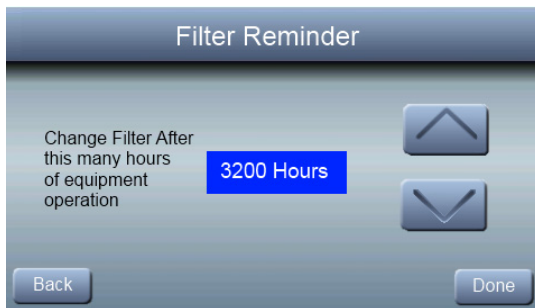 Filter Reminder
Change Filter After
this many hours
of equipment
operation
3200 Hours
Back
Done